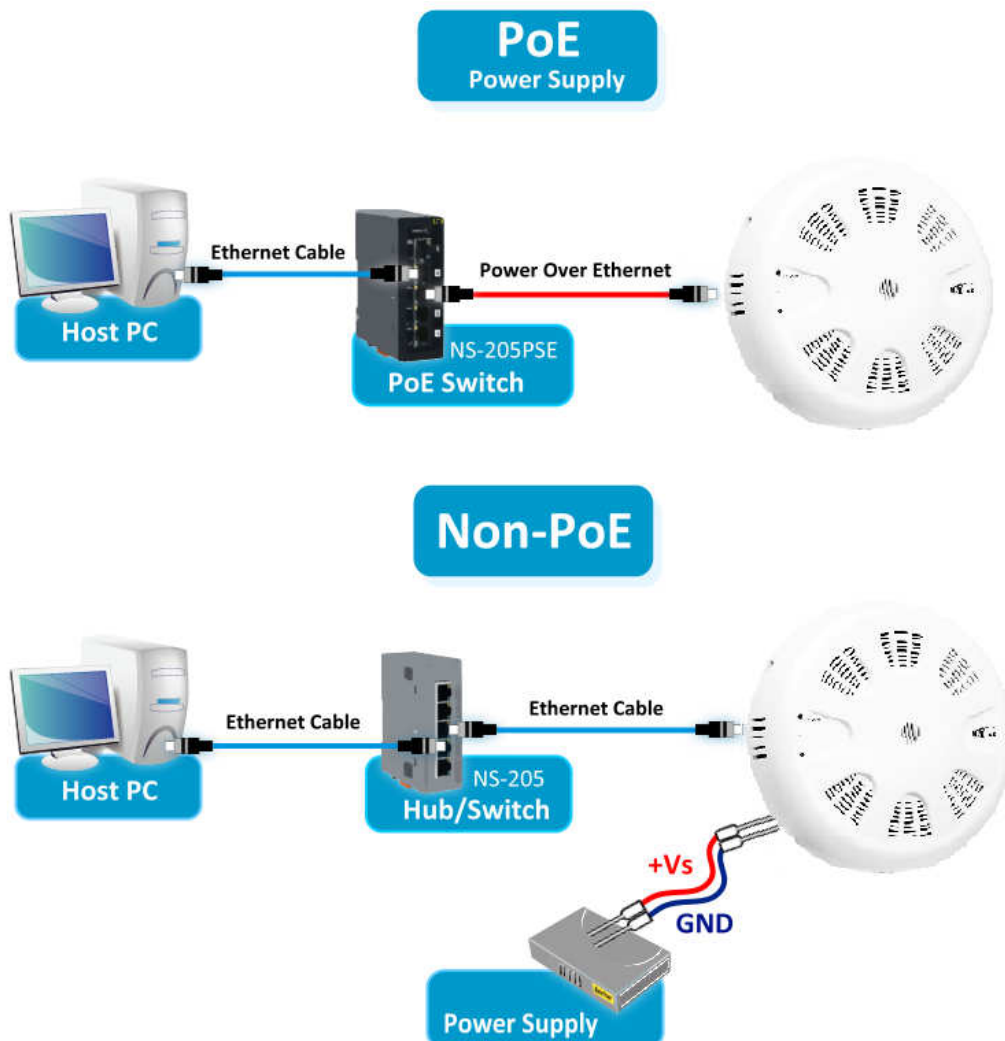 PoE
Power Supply
Ethernet Cable
Power Over Ethernet
Host PC
NS-205PSE
PoE Switch
Non-PoE
Ethernet Cable
Ethernet Cable
Host PC
NS-205
Hub/Switch
+Vs
GND
Power Supply